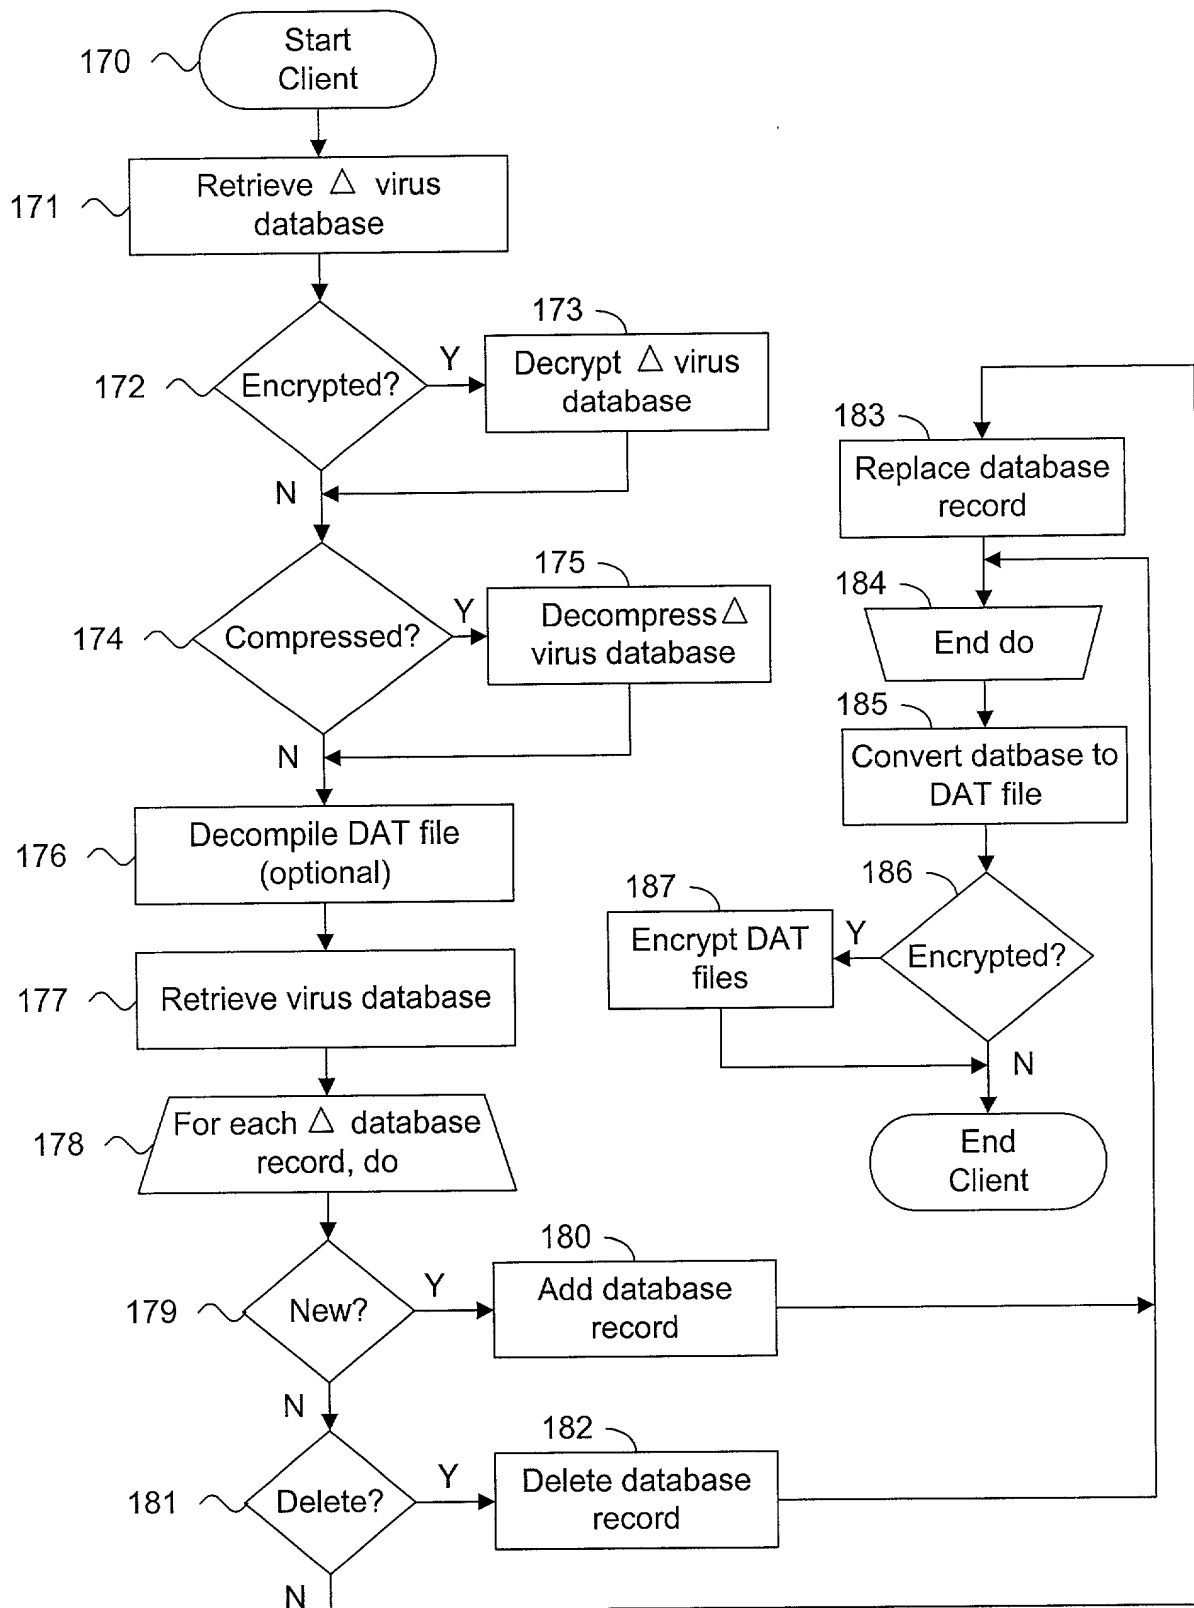 170
Start
Client
171
Retrieve △ virus
database
172
Encrypted?
Y
N
173
Decrypt △ virus
database
174
Compressed?
Y
N
175
Decompress △
virus database
176
Decompile DAT file
(optional)
177
Retrieve virus database
178
For each △ database
record, do
179
New?
Y
N
180
Add database
record
181
Delete?
Y
N
182
Delete database
record
183
Replace database
record
184
End do
185
Convert datbase to
DAT file
186
Encrypted?
Y
N
187
Encrypt DAT
files
End
Client